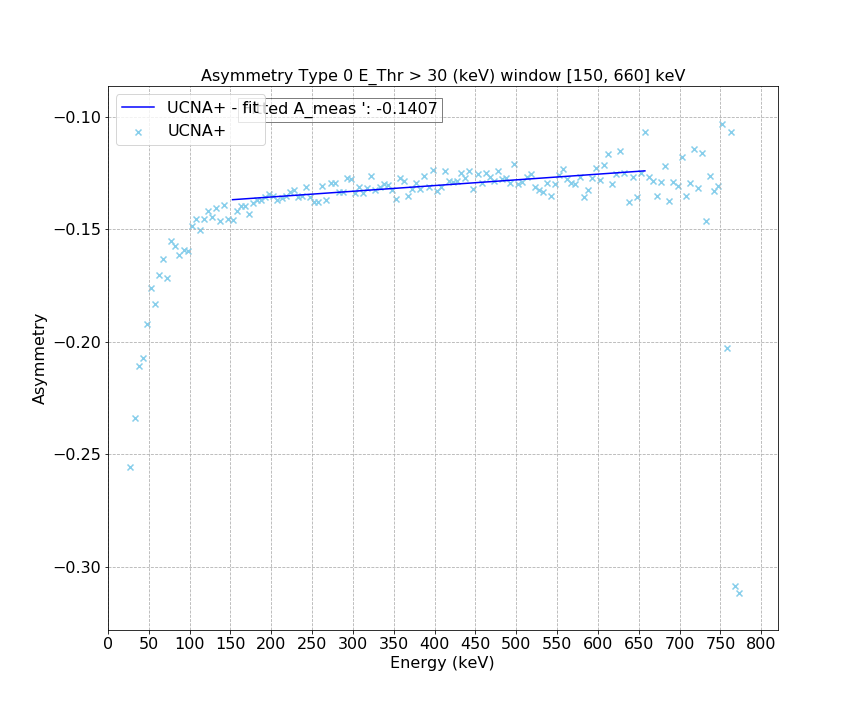 Asymmetry Type 0 E_Thr > 30 (keV) window [150, 660] keV
UCNA+ - fitted A_meas ': -0.1407
UCNA+
−0.10
−0.15
−0.20
−0.25
−0.30
Asymmetry
0 50 100 150 200 250 300 350 400 450 500 550 600 650 700 750 800
Energy (keV)